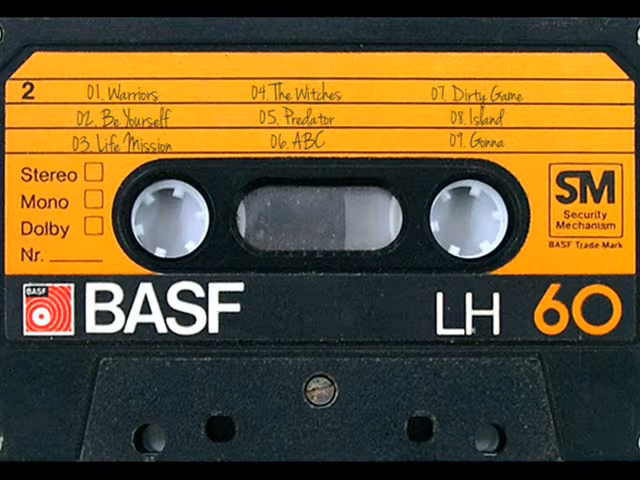 2
01. Warriors
02. Be Yourself
03. Life Mission
04. The Witches
05. Predator
06. ABC
07. Dirty Game
08. Island
09. Gonna
Stereo
Mono
Dolby
Nr.
SM
Security
Mechanism
BASF Trade Mark
BASF
BASF
LH 60